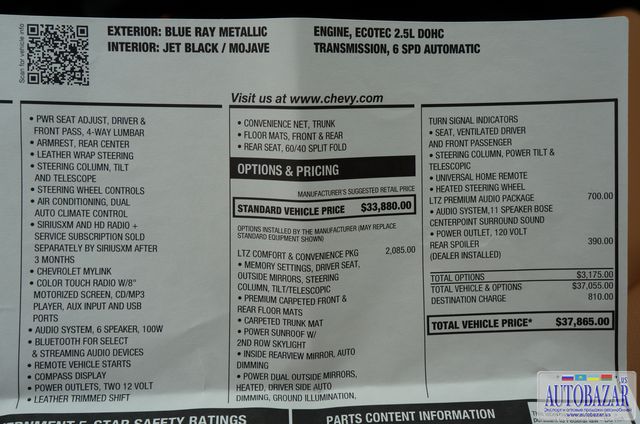 Scan for vehicle info
EXTERIOR: BLUE RAY METALLIC
INTERIOR: JET BLACK / MOJAVE
ENGINE, ECOTEC 2.5L DOHC
TRANSMISSION, 6 SPD AUTOMATIC
Visit us at www.chevy.com
• PWR SEAT ADJUST, DRIVER &
FRONT PASS, 4-WAY LUMBAR
• ARMREST, REAR CENTER
• LEATHER WRAP STEERING
• STEERING COLUMN, TILT
AND TELESCOPE
• STEERING WHEEL CONTROLS
• AIR CONDITIONING, DUAL
AUTO CLIMATE CONTROL
• SIRIUSXM AND HD RADIO +
SERVICE SUBSCRIPTION SOLD
SEPARATELY BY SIRIUSXM AFTER
3 MONTHS
• CHEVROLET MYLINK
• COLOR TOUCH RADIO W/8"
MOTORIZED SCREEN, CD/MP3
PLAYER, AUX INPUT AND USB
PORTS
• AUDIO SYSTEM, 6 SPEAKER, 100W
• BLUETOOTH FOR SELECT
& STREAMING AUDIO DEVICES
• REMOTE VEHICLE STARTS
• COMPASS DISPLAY
• POWER OUTLETS, TWO 12 VOLT
• LEATHER TRIMMED SHIFT
• CONVENIENCE NET, TRUNK
• FLOOR MATS, FRONT & REAR
• REAR SEAT, 60/40 SPLIT FOLD
OPTIONS & PRICING
MANUFACTURER'S SUGGESTED RETAIL PRICE
STANDARD VEHICLE PRICE $33,880.00
OPTIONS INSTALLED BY THE MANUFACTURER (MAY REPLACE
STANDARD EQUIPMENT SHOWN)
LTZ COMFORT & CONVENIENCE PKG 2,085.00
• MEMORY SETTINGS, DRIVER SEAT,
OUTSIDE MIRRORS, STEERING
COLUMN, TILT/TELESCOPIC
• PREMIUM CARPETED FRONT &
REAR FLOOR MATS
• CARPETED TRUNK MAT
• POWER SUNROOF W/
2ND ROW SKYLIGHT
• INSIDE REARVIEW MIRROR, AUTO
DIMMING
• POWER DUAL OUTSIDE MIRRORS,
HEATED, DRIVER SIDE AUTO
DIMMING, GROUND ILLUMINATION,
TURN SIGNAL INDICATORS
• SEAT, VENTILATED DRIVER
AND FRONT PASSENGER
• STEERING COLUMN, POWER TILT &
TELESCOPIC
• UNIVERSAL HOME REMOTE
• HEATED STEERING WHEEL
LTZ PREMIUM AUDIO PACKAGE 700.00
• AUDIO SYSTEM,11 SPEAKER BOSE
CENTERPOINT SURROUND SOUND
• POWER OUTLET, 120 VOLT
REAR SPOILER 390.00
(DEALER INSTALLED)
TOTAL OPTIONS $3,175.00
TOTAL VEHICLE & OPTIONS $37,055.00
DESTINATION CHARGE 810.00
TOTAL VEHICLE PRICE* $37,865.00
5-STAR SAFETY RATINGS
PARTS CONTENT INFORMATION
AUTOBAZAR.US
www.autobazar.us